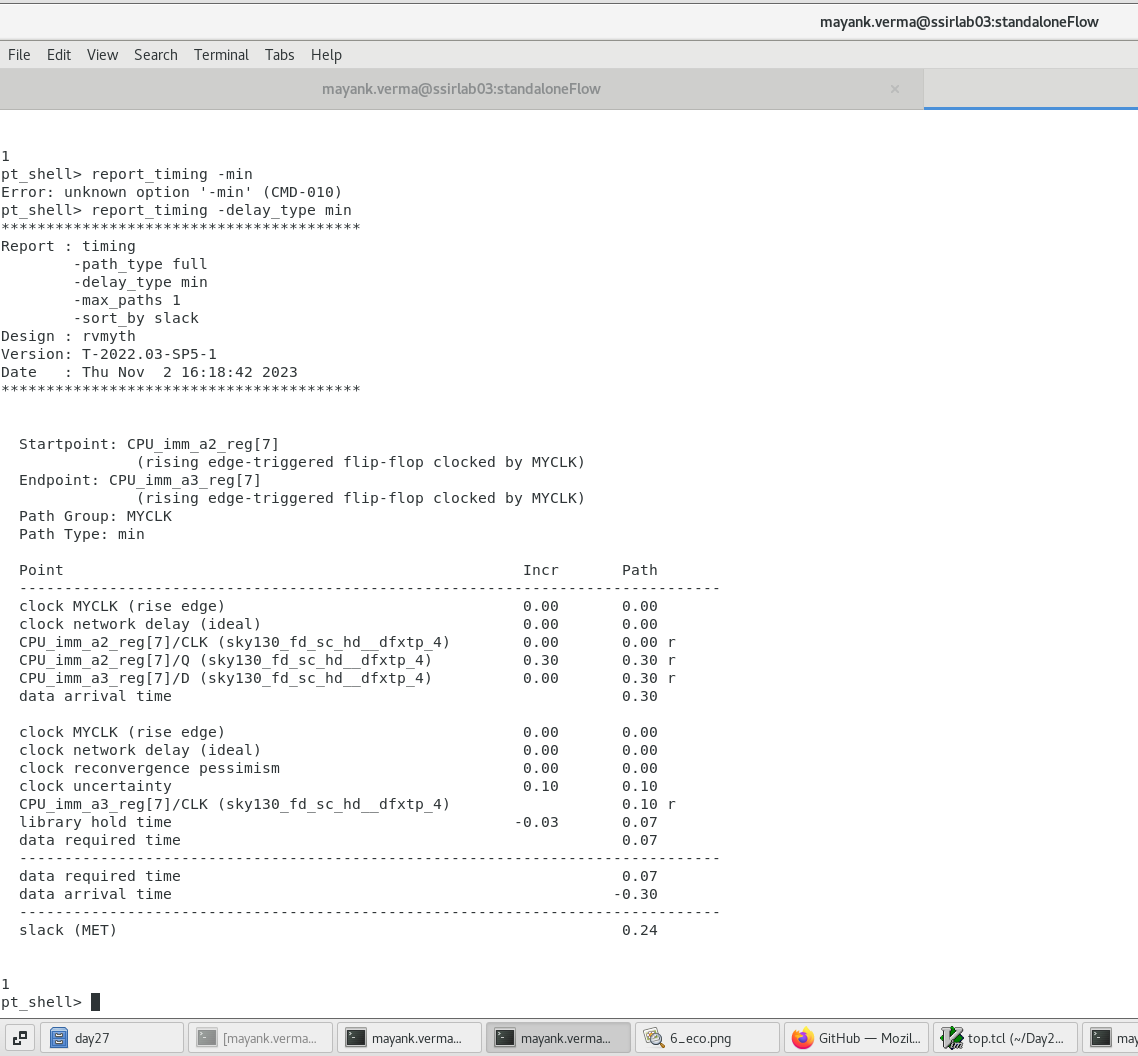 mayank.verma@ssirlab03:standaloneFlow
File Edit View Search Terminal Tabs Help
mayank.verma@ssirlab03:standaloneFlow ×
1
pt_shell> report_timing -min
Error: unknown option '-min' (CMD-010)
pt_shell> report_timing -delay_type min
****************************************
Report : timing
        -path_type full
        -delay_type min
        -max_paths 1
        -sort_by slack
Design : rvmyth
Version: T-2022.03-SP5-1
Date   : Thu Nov  2 16:18:42 2023
****************************************
  Startpoint: CPU_imm_a2_reg[7]
               (rising edge-triggered flip-flop clocked by MYCLK)
  Endpoint: CPU_imm_a3_reg[7]
               (rising edge-triggered flip-flop clocked by MYCLK)
  Path Group: MYCLK
  Path Type: min
  Point                                                   Incr       Path
  ------------------------------------------------------------------------------
  clock MYCLK (rise edge)                                 0.00       0.00
  clock network delay (ideal)                             0.00       0.00
  CPU_imm_a2_reg[7]/CLK (sky130_fd_sc_hd__dfxtp_4)        0.00       0.00 r
  CPU_imm_a2_reg[7]/Q (sky130_fd_sc_hd__dfxtp_4)          0.30       0.30 r
  CPU_imm_a3_reg[7]/D (sky130_fd_sc_hd__dfxtp_4)          0.00       0.30 r
  data arrival time                                                  0.30
  clock MYCLK (rise edge)                                 0.00       0.00
  clock network delay (ideal)                             0.00       0.00
  clock reconvergence pessimism                           0.00       0.00
  clock uncertainty                                       0.10       0.10
  CPU_imm_a3_reg[7]/CLK (sky130_fd_sc_hd__dfxtp_4)                   0.10 r
  library hold time                                      -0.03       0.07
  data required time                                                 0.07
  ------------------------------------------------------------------------------
  data required time                                                 0.07
  data arrival time                                                 -0.30
  ------------------------------------------------------------------------------
  slack (MET)                                                        0.24
1
pt_shell>
day27 [mayank.verma... mayank.verma... mayank.verma... 6_eco.png GitHub — Mozil... top.tcl (~/Day2... may